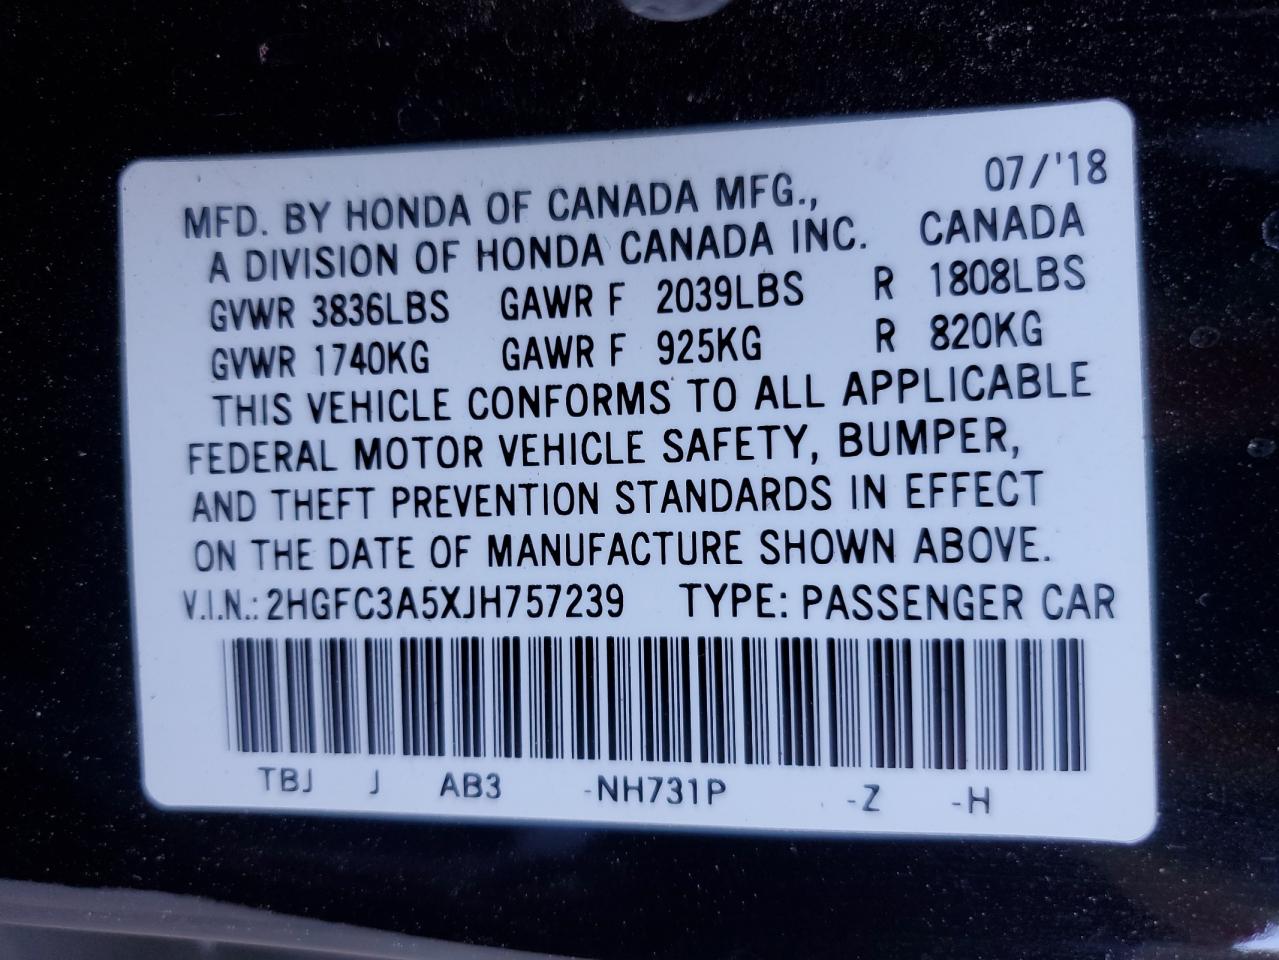 07/'18
MFD. BY HONDA OF CANADA MFG.,
A DIVISION OF HONDA CANADA INC. CANADA
GVWR 3836LBS GAWR F 2039LBS R 1808LBS
GVWR 1740KG GAWR F 925KG R 820KG
THIS VEHICLE CONFORMS TO ALL APPLICABLE
FEDERAL MOTOR VEHICLE SAFETY, BUMPER,
AND THEFT PREVENTION STANDARDS IN EFFECT
ON THE DATE OF MANUFACTURE SHOWN ABOVE.
V.I.N.: 2HGFC3A5XJH757239 TYPE: PASSENGER CAR
TBJ J AB3 -NH731P -Z -H